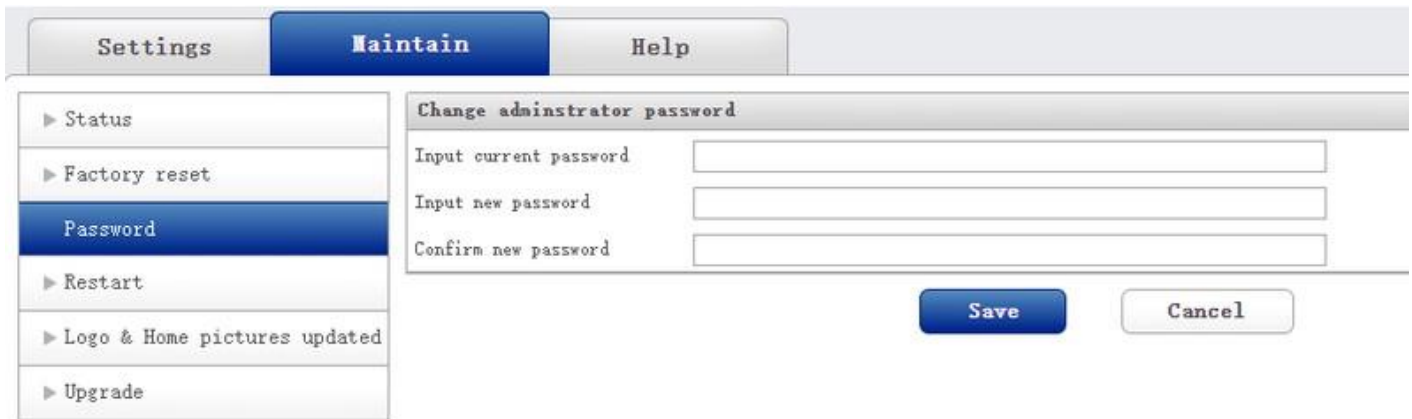 Settings Maintain Help
Status
Factory reset
Password
Restart
Logo & Home pictures updated
Upgrade
Change adminstrator password
Input current password
Input new password
Confirm new password
Save Cancel